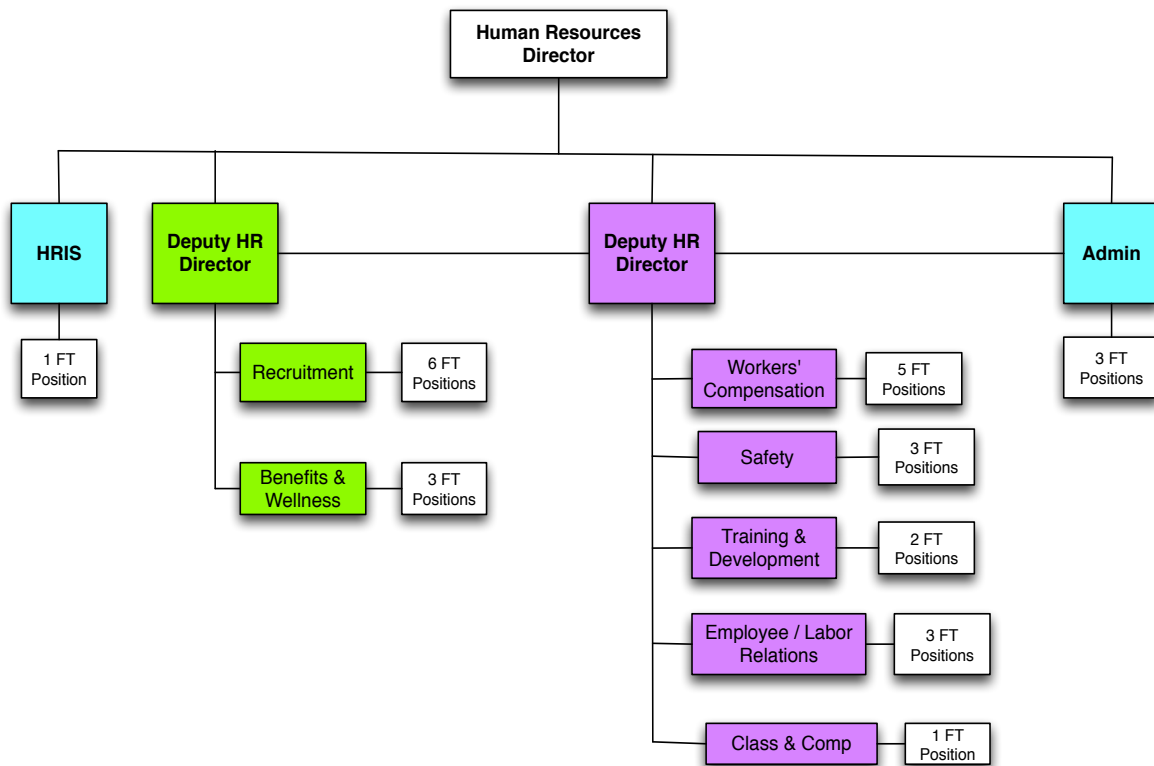 Human Resources
Director
HRIS
Deputy HR
Director
Deputy HR
Director
Admin
1 FT
Position
Recruitment
6 FT
Positions
Benefits &
Wellness
3 FT
Positions
Workers'
Compensation
5 FT
Positions
Safety
3 FT
Positions
Training &
Development
2 FT
Positions
Employee / Labor
Relations
3 FT
Positions
Class & Comp
1 FT
Position
3 FT
Positions